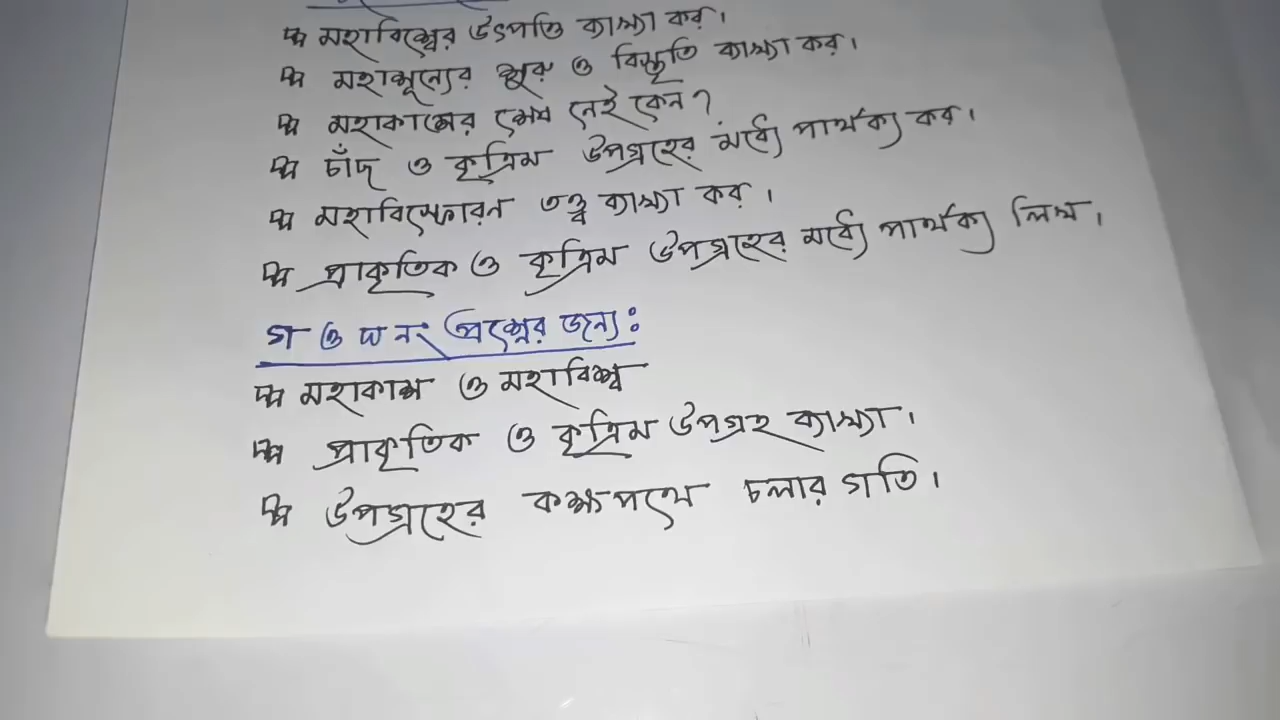 ⁂ মহাবিশ্বের উৎপত্তি ব্যাখ্যা কর।
⁂ মহাশূন্যের শুরু ও বিস্তৃতি ব্যাখ্যা কর।
⁂ মহাকাশের শেষ নেই কেন?
⁂ চাঁদ ও কৃত্রিম উপগ্রহের মধ্যে পার্থক্য কর।
⁂ মহাবিস্ফোরন তত্ত্ব ব্যাখ্যা কর।
⁂ প্রাকৃতিক ও কৃত্রিম উপগ্রহের মধ্যে পার্থক্য লিখ।
গ ও ঘ নং প্রশ্নের জন্য:
⁂ মহাকাশ ও মহাবিশ্ব
⁂ প্রাকৃতিক ও কৃত্রিম উপগ্রহ ব্যাখ্যা।
⁂ উপগ্রহের কক্ষপথে চলার গতি।